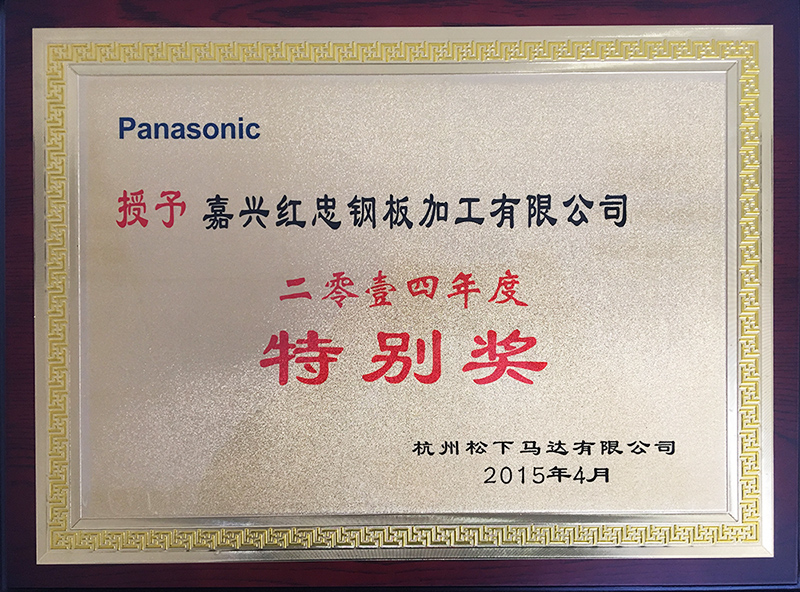 Panasonic
授予 嘉兴红忠钢板加工有限公司
二零壹四年度
特别奖
杭州松下马达有限公司
2015年4月